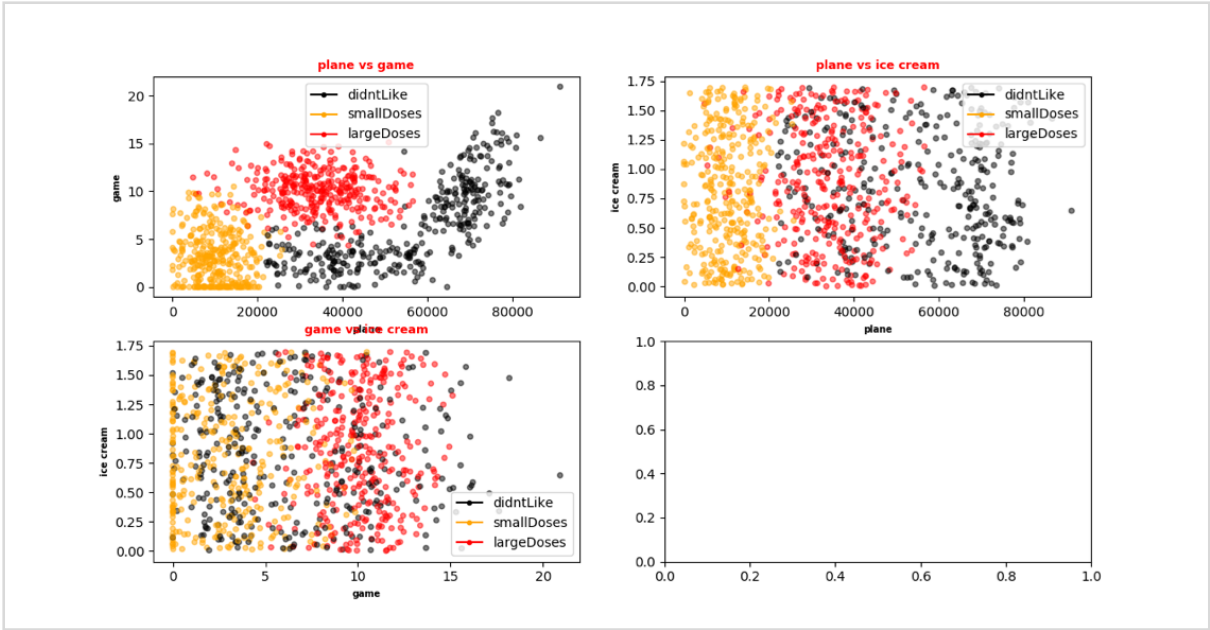 plane vs game
20
15
10
5
0
game
didntLike
smallDoses
largeDoses
0 20000 40000 60000 80000
plane
plane vs ice cream
1.75
1.50
1.25
1.00
0.75
0.50
0.25
0.00
ice cream
didntLike
smallDoses
largeDoses
0 20000 40000 60000 80000
plane
game vs ice cream
1.75
1.50
1.25
1.00
0.75
0.50
0.25
0.00
ice cream
didntLike
smallDoses
largeDoses
0 5 10 15 20
game
1.0
0.8
0.6
0.4
0.2
0.0
0.0 0.2 0.4 0.6 0.8 1.0